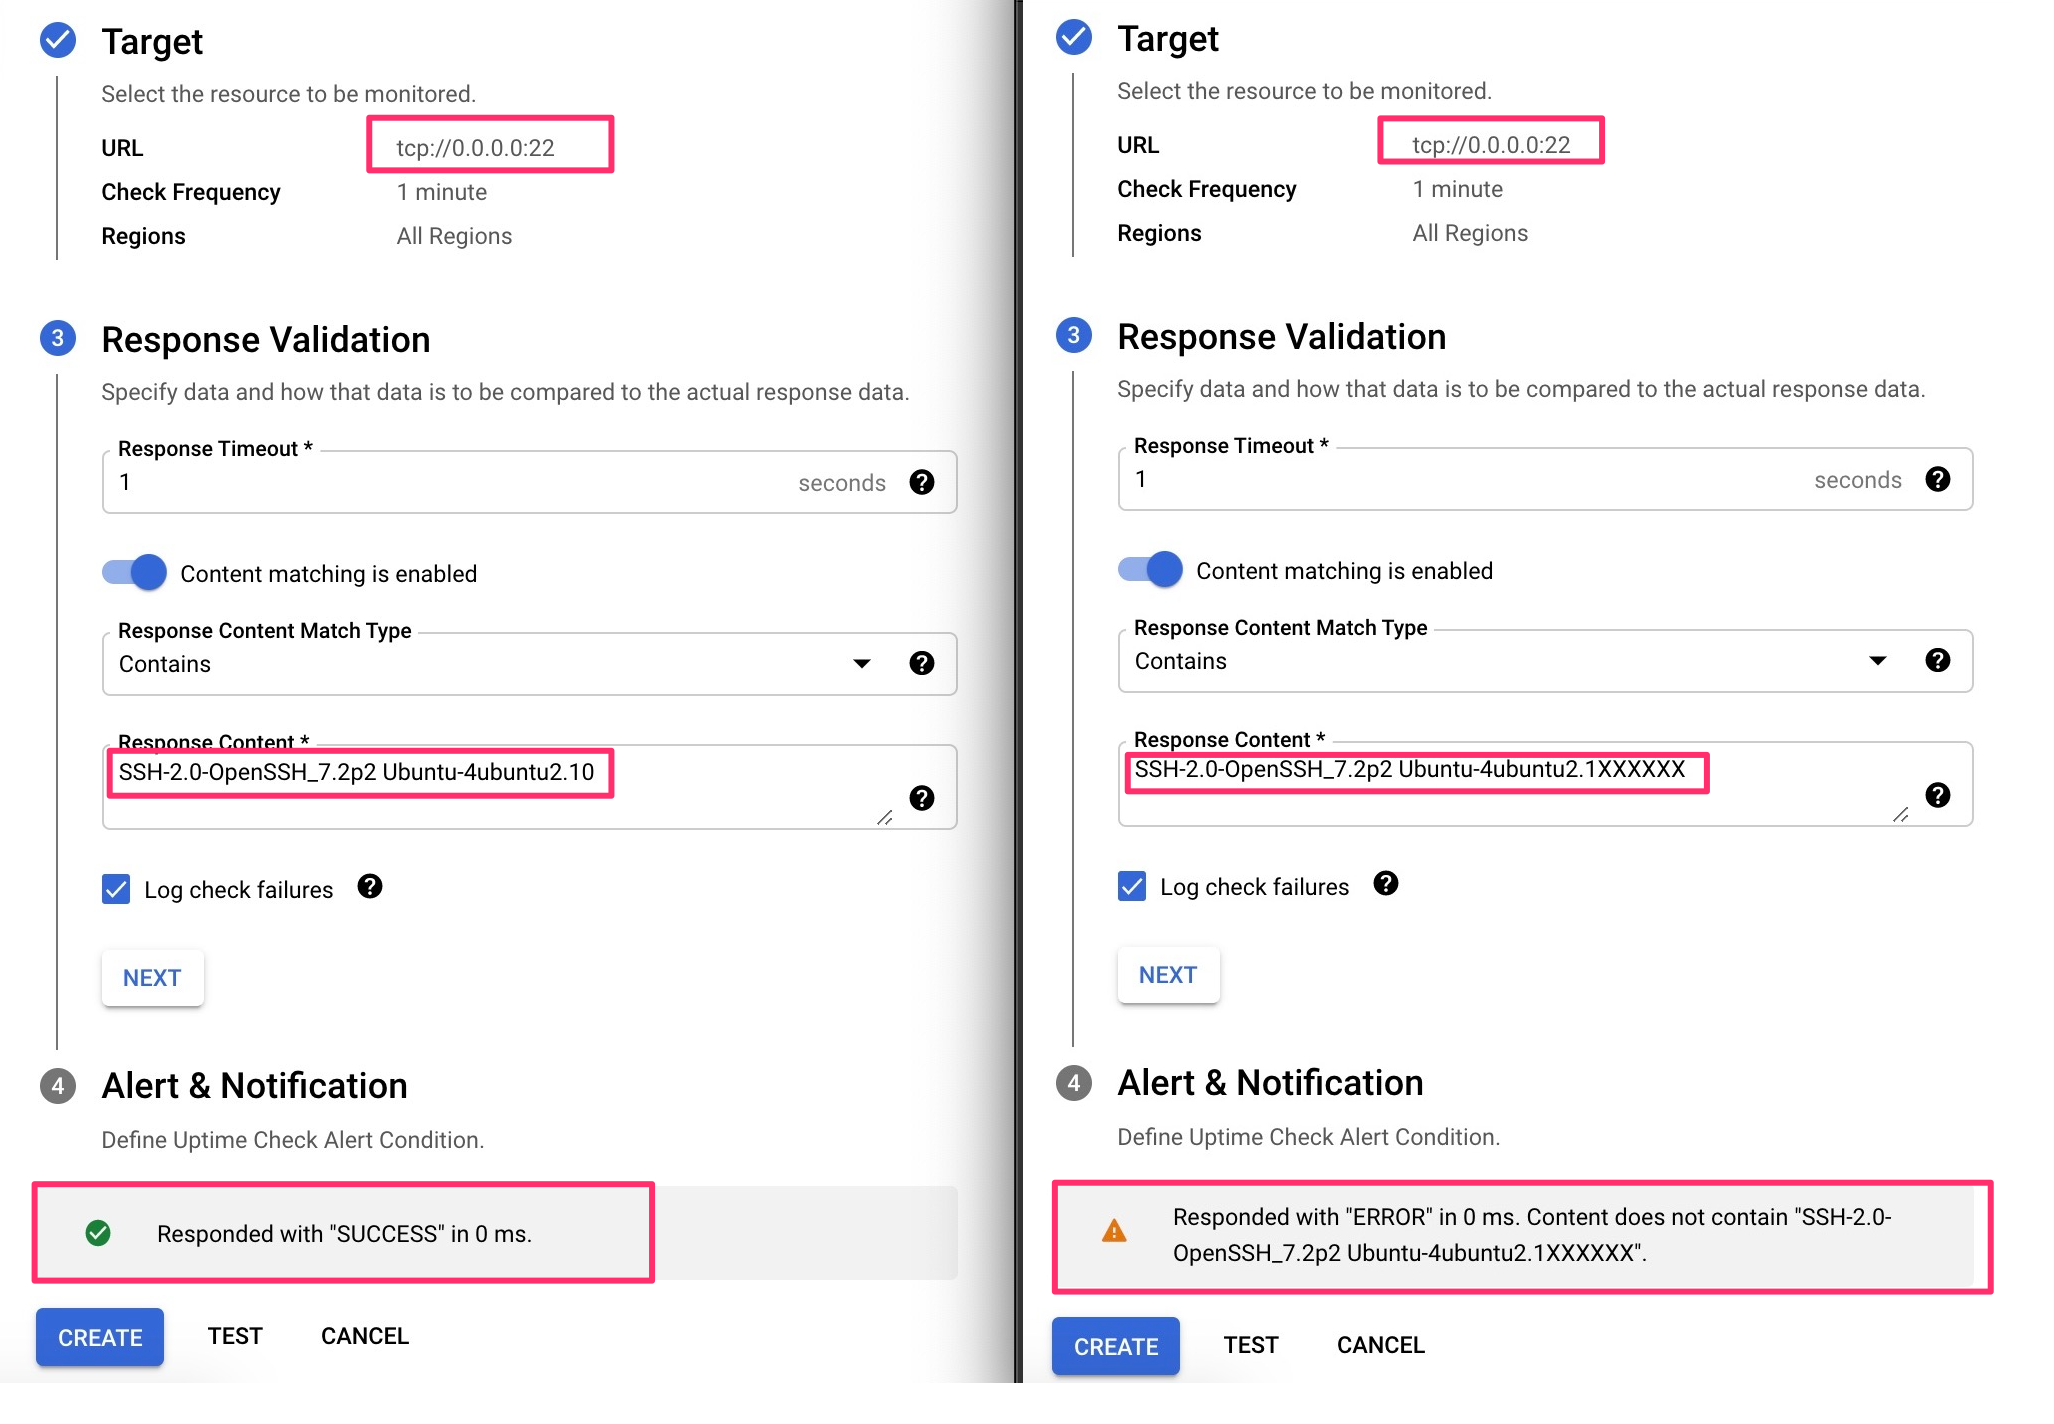 Target
Select the resource to be monitored.
URL tcp://0.0.0.0:22
Check Frequency 1 minute
Regions All Regions
3 Response Validation
Specify data and how that data is to be compared to the actual response data.
Response Timeout *
1 seconds ?
Content matching is enabled
Response Content Match Type
Contains ?
Response Content *
SSH-2.0-OpenSSH_7.2p2 Ubuntu-4ubuntu2.10
?
Log check failures ?
NEXT
4 Alert & Notification
Define Uptime Check Alert Condition.
Responded with "SUCCESS" in 0 ms.
CREATE TEST CANCEL
Target
Select the resource to be monitored.
URL tcp://0.0.0.0:22
Check Frequency 1 minute
Regions All Regions
3 Response Validation
Specify data and how that data is to be compared to the actual response data.
Response Timeout *
1 seconds ?
Content matching is enabled
Response Content Match Type
Contains ?
Response Content *
SSH-2.0-OpenSSH_7.2p2 Ubuntu-4ubuntu2.1XXXXXX
?
Log check failures ?
NEXT
4 Alert & Notification
Define Uptime Check Alert Condition.
Responded with "ERROR" in 0 ms. Content does not contain "SSH-2.0-
OpenSSH_7.2p2 Ubuntu-4ubuntu2.1XXXXXX".
CREATE TEST CANCEL